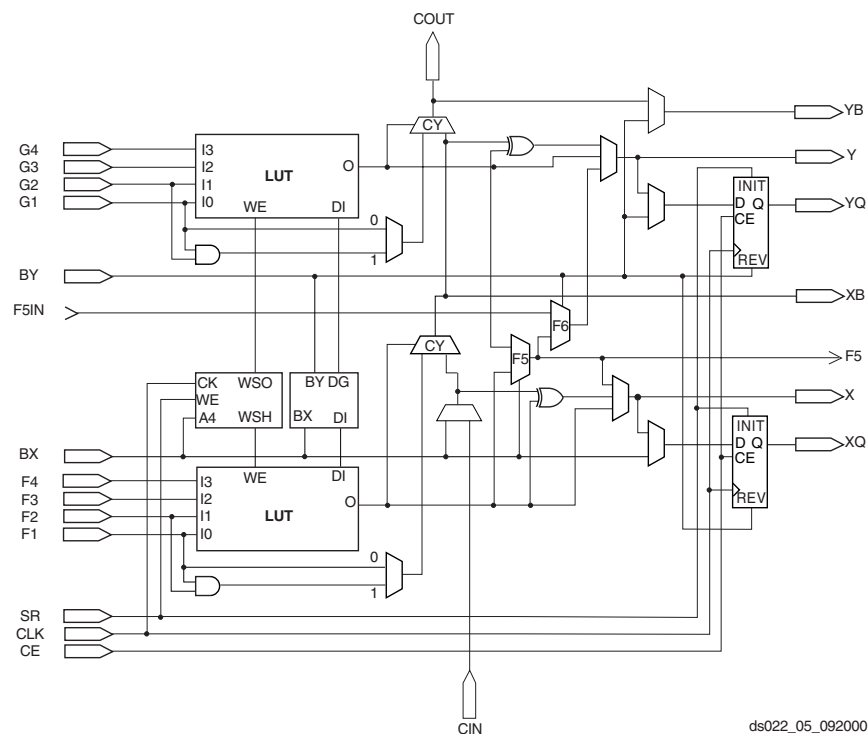 COUT
CY
YB
G4
G3
G2
G1
I3
I2
I1
I0
LUT
O
WE
DI
0
1
Y
INIT
D Q
CE
REV
YQ
BY
F5IN
XB
F6
CY
F5
F5
CK
WE
A4
WSO
WSH
BY DG
BX
DI
X
INIT
D Q
CE
REV
XQ
BX
F4
F3
F2
F1
WE
DI
I3
I2
I1
I0
LUT
O
0
1
SR
CLK
CE
CIN
ds022_05_092000